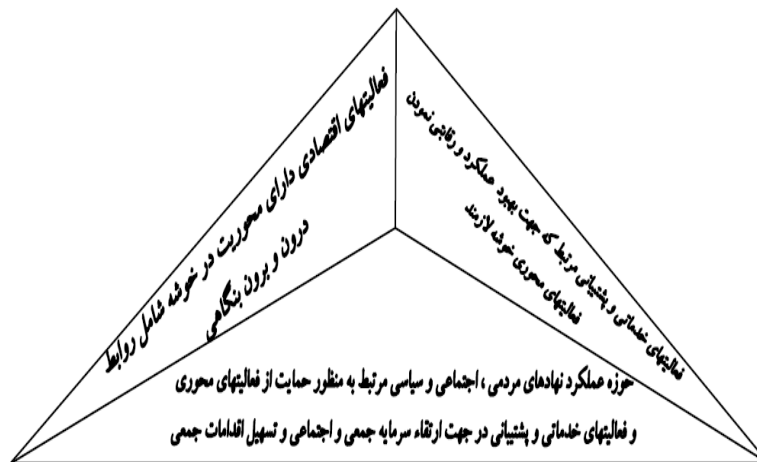 فعالیتهای خدماتی و پشتیبانی مرتبط که جهت بهبود عملکرد و رقابتی نمودن
فعالیتهای محوری خوشه لازمند
فعالیتهای اقتصادی دارای محوریت در خوشه شامل روابط
درون و برون بنگاهی
حوزه عملکرد نهادهای مردمی ، اجتماعی و سیاسی مرتبط به منظور حمایت از فعالیتهای محوری
و فعالیتهای خدماتی و پشتیبانی در جهت ارتقاء سرمایه جمعی و اجتماعی و تسهیل اقدامات جمعی